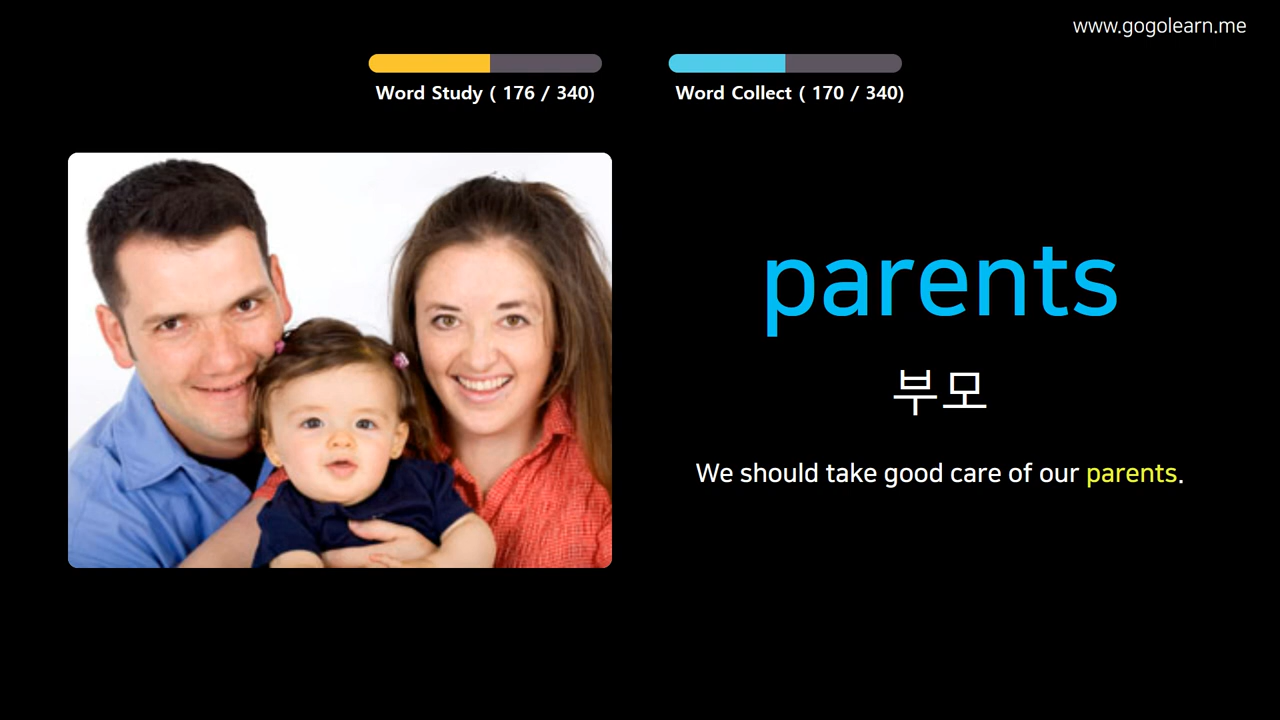 www.gogolearn.me
Word Study ( 176 / 340)
Word Collect ( 170 / 340)
parents
부모
We should take good care of our parents.